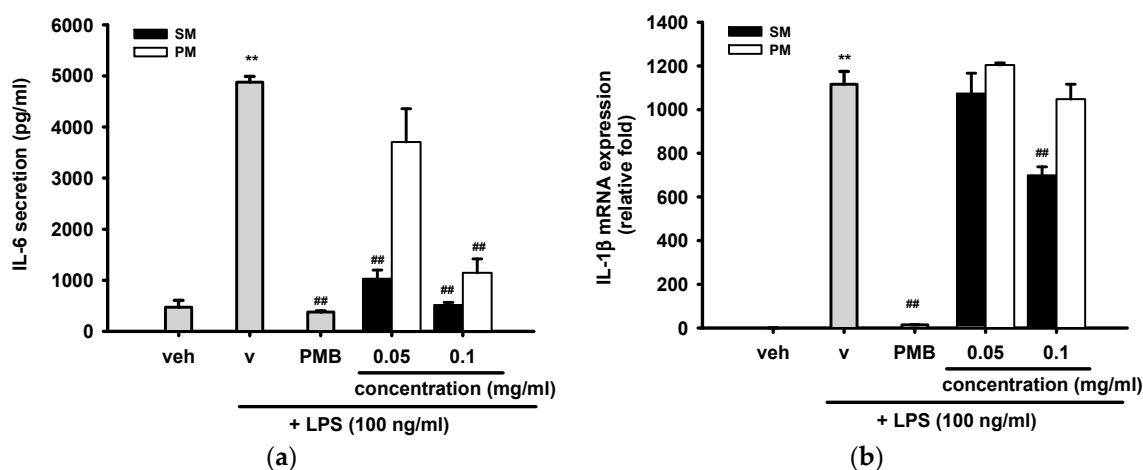 SM
PM
**
##
##
##
##
6000
5000
4000
3000
2000
1000
0
IL-6 secretion (pg/ml)
veh v PMB 0.05 0.1
concentration (mg/ml)
+ LPS (100 ng/ml)
(a)
SM
PM
**
##
##
1400
1200
1000
800
600
400
200
0
IL-1β mRNA expression
(relative fold)
veh v PMB 0.05 0.1
concentration (mg/ml)
+ LPS (100 ng/ml)
(b)